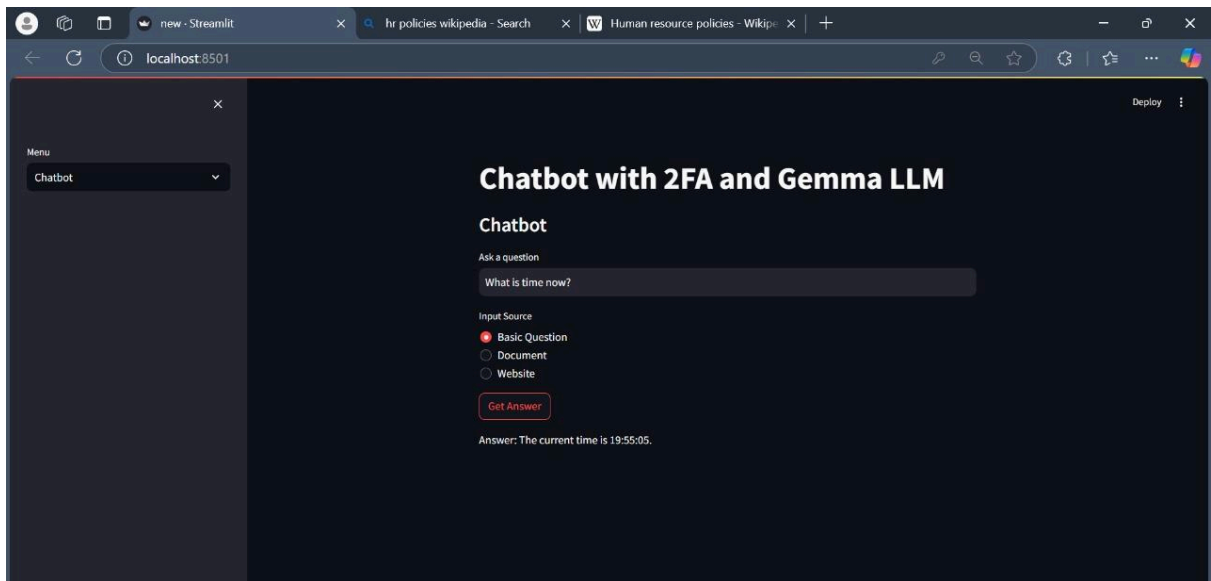 new · Streamlit
hr policies wikipedia - Search
W Human resource policies - Wikipe
localhost:8501
Deploy
Menu
Chatbot
Chatbot with 2FA and Gemma LLM
Chatbot
Ask a question
What is time now?
Input Source
Basic Question
Document
Website
Get Answer
Answer: The current time is 19:55:05.